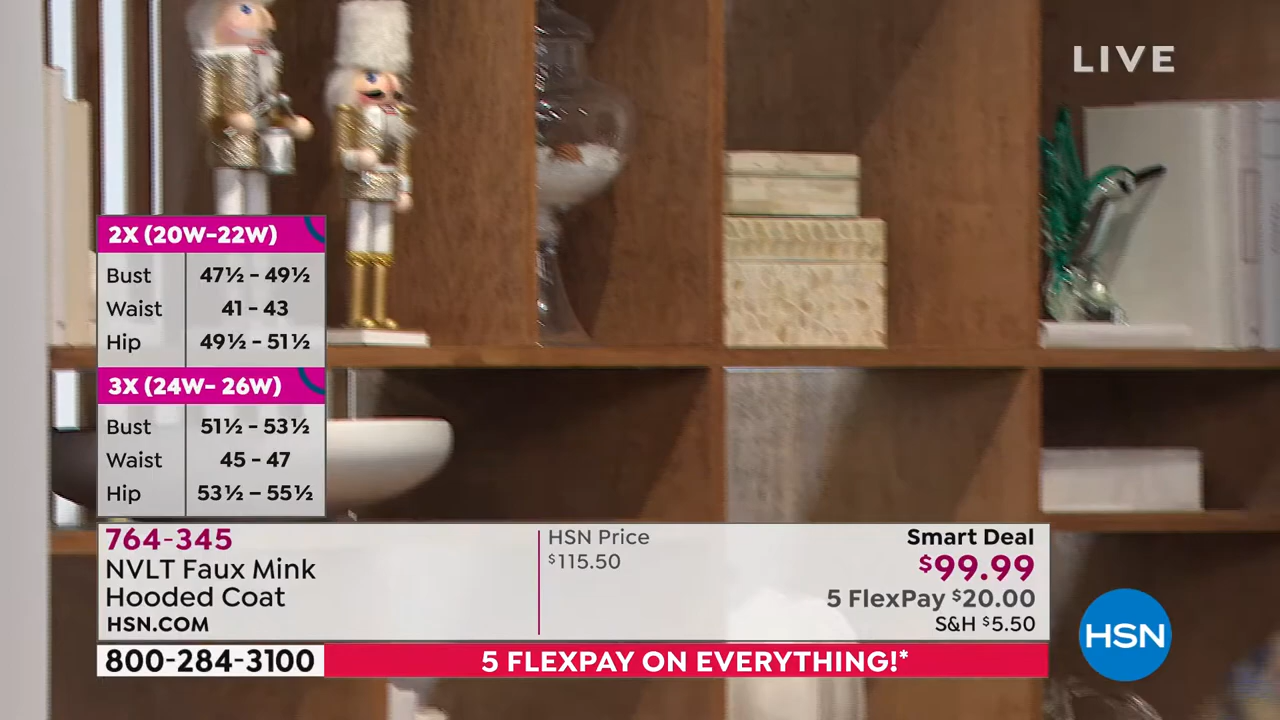 LIVE
2X (20W-22W)
Bust 47½ - 49½
Waist 41 - 43
Hip 49½ - 51½
3X (24W- 26W)
Bust 51½ - 53½
Waist 45 - 47
Hip 53½ - 55½
764-345
NVLT Faux Mink
Hooded Coat
HSN.COM
HSN Price
$115.50
Smart Deal
$99.99
5 FlexPay $20.00
S&H $5.50
HSN
800-284-3100
5 FLEXPAY ON EVERYTHING!*